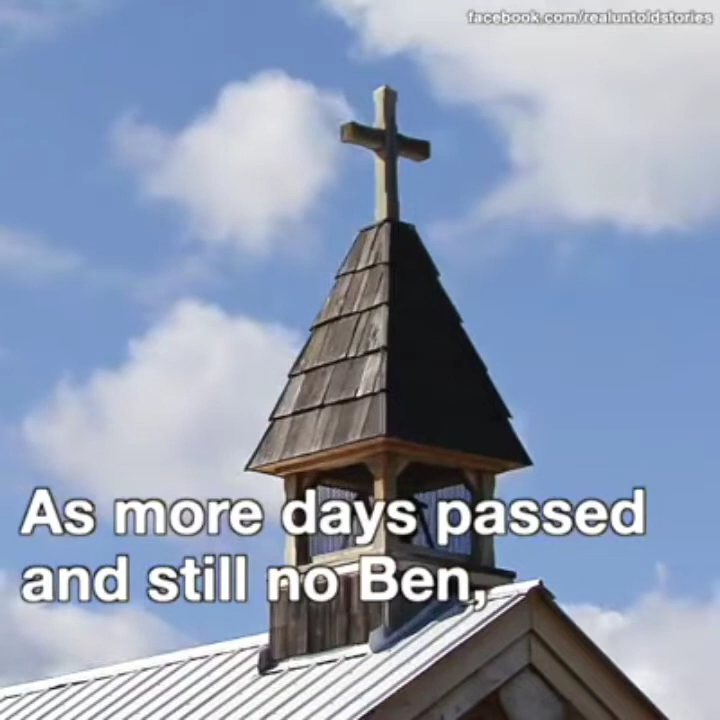 facebook.com/realuntoldstories
As more days passed
and still no Ben,